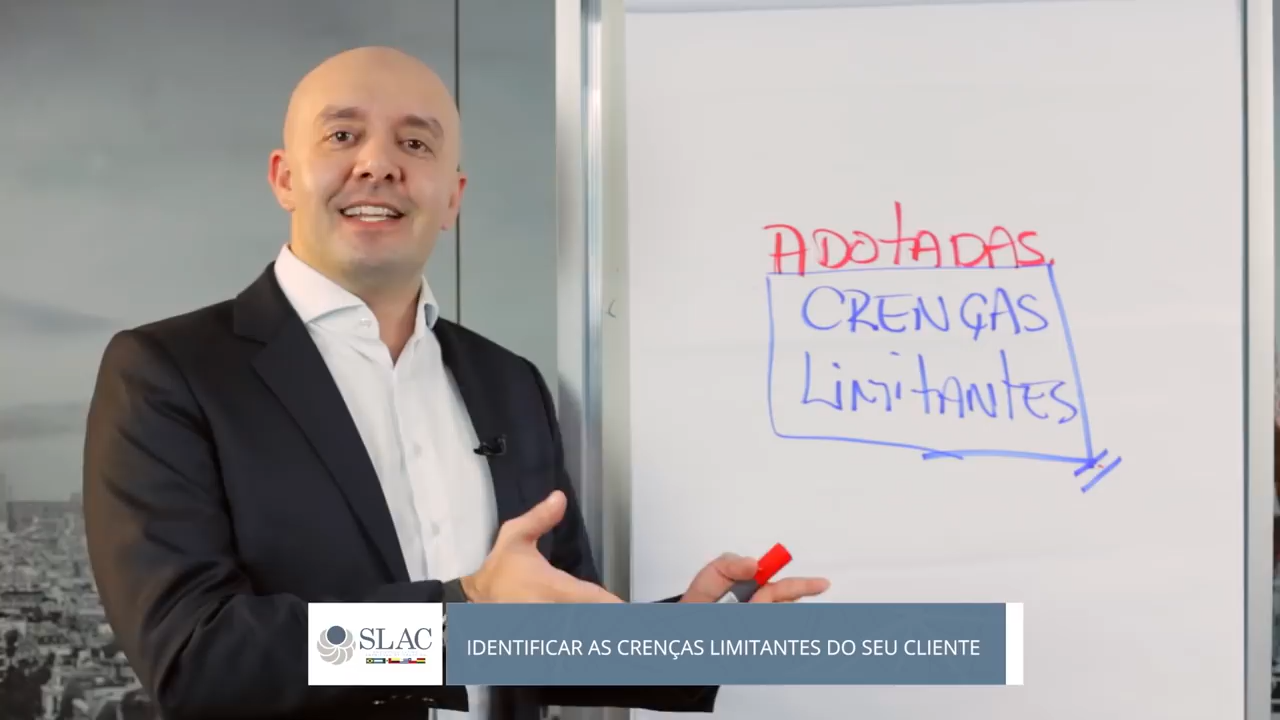 ADOTADAS
CRENÇAS
LIMITANTES
SLAC
IDENTIFICAR AS CRENÇAS LIMITANTES DO SEU CLIENTE